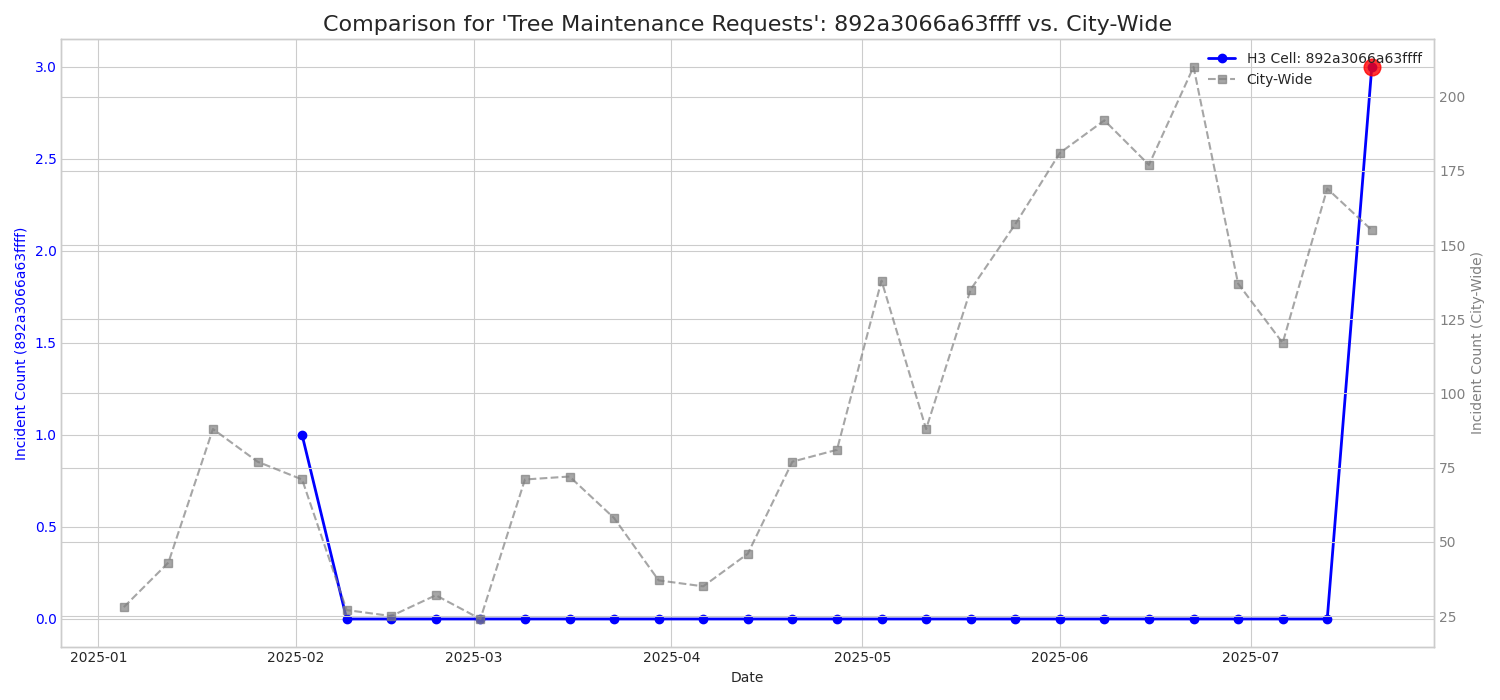 Comparison for 'Tree Maintenance Requests': 892a3066a63ffff vs. City-Wide
H3 Cell: 892a3066a63ffff
City-Wide
Incident Count (892a3066a63ffff)
3.0
2.5
2.0
1.5
1.0
0.5
0.0
200
175
150
125
100
75
50
25
Incident Count (City-Wide)
2025-01 2025-02 2025-03 2025-04 2025-05 2025-06 2025-07
Date